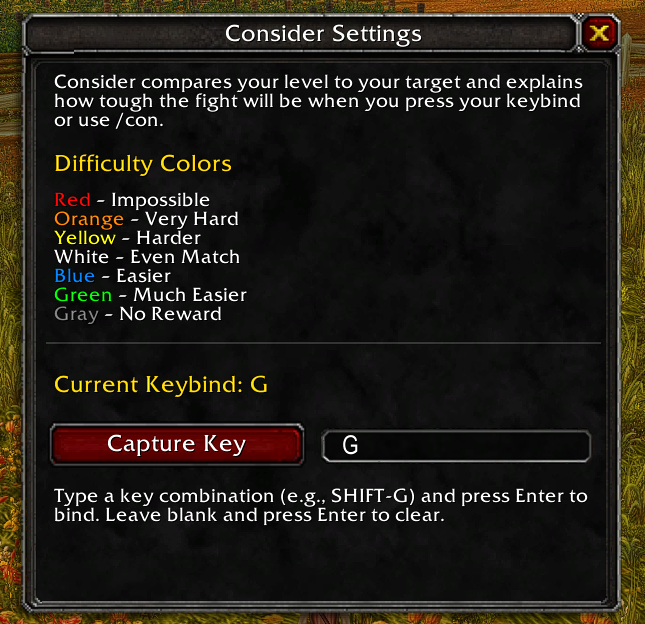 Consider Settings
Consider compares your level to your target and explains
how tough the fight will be when you press your keybind
or use /con.
Difficulty Colors
Red - Impossible
Orange - Very Hard
Yellow - Harder
White - Even Match
Blue - Easier
Green - Much Easier
Gray - No Reward
Current Keybind: G
Capture Key
G
Type a key combination (e.g., SHIFT-G) and press Enter to
bind. Leave blank and press Enter to clear.